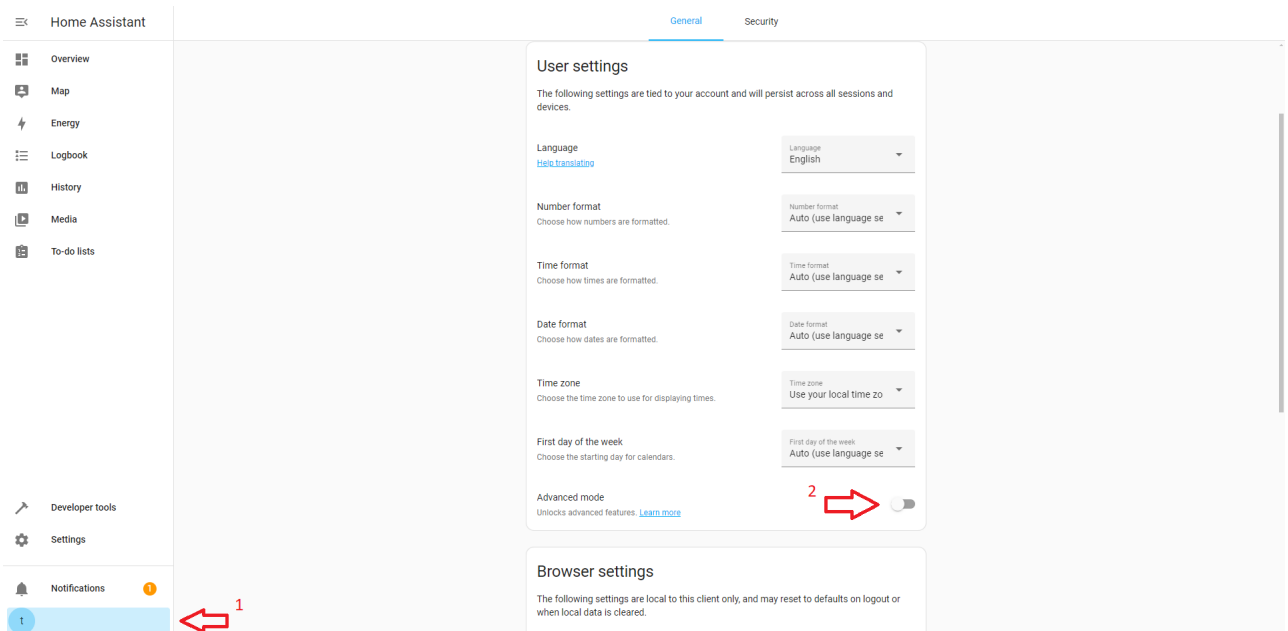 Home Assistant
General
Security
Overview
Map
Energy
Logbook
History
Media
To-do lists
Developer tools
Settings
Notifications
1
t
1
User settings
The following settings are tied to your account and will persist across all sessions and
devices.
Language
Help translating
Language
English
Number format
Choose how numbers are formatted.
Number format
Auto (use language se
Time format
Choose how times are formatted.
Time format
Auto (use language se
Date format
Choose how dates are formatted.
Date format
Auto (use language se
Time zone
Choose the time zone to use for displaying times.
Time zone
Use your local time zo
First day of the week
Choose the starting day for calendars.
First day of the week
Auto (use language se
Advanced mode
Unlocks advanced features. Learn more
2
Browser settings
The following settings are local to this client only, and may reset to defaults on logout or
when local data is cleared.